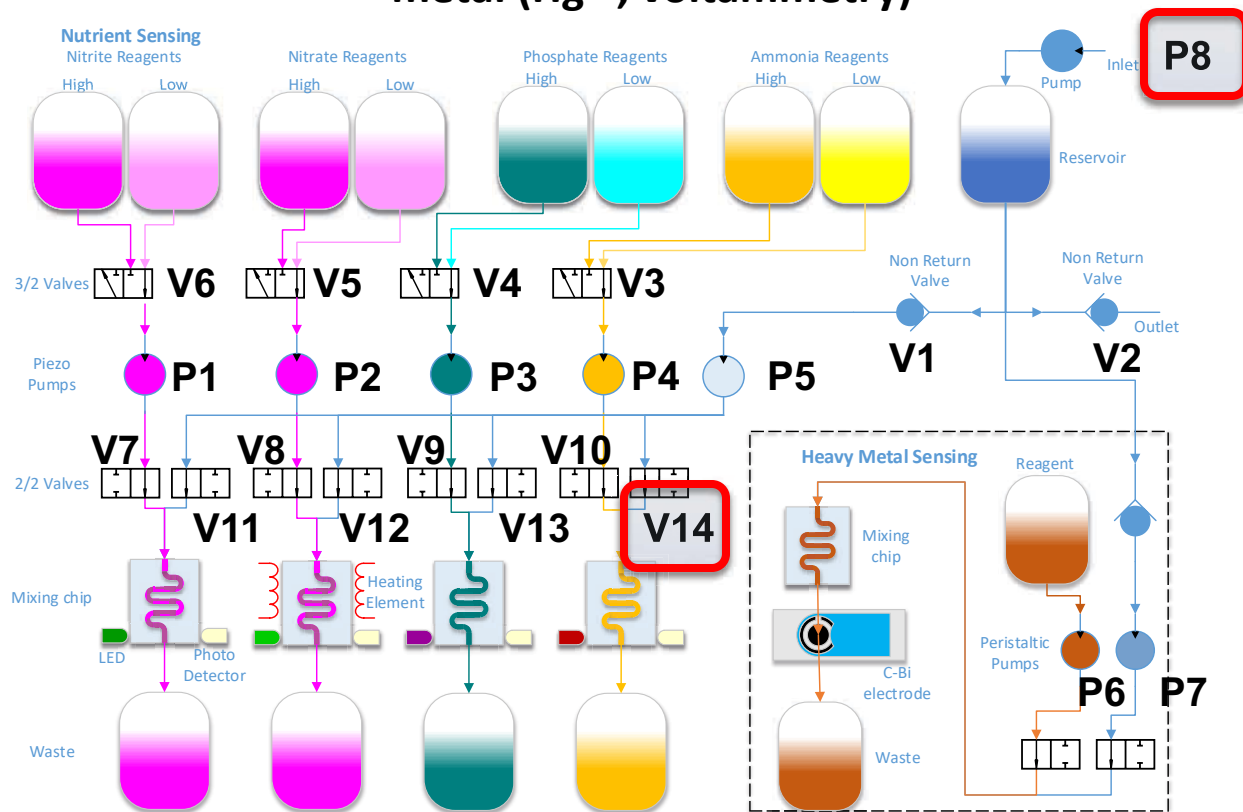 Metal (Hg²⁺, Voltammetry)
Nutrient Sensing
Nitrite Reagents
High Low
Nitrate Reagents
High Low
Phosphate Reagents
High Low
Ammonia Reagents
High Low
Pump
Inlet
P8
Reservoir
3/2 Valves
V6
V5
V4
V3
Non Return
Valve
V1
Non Return
Valve
V2
Outlet
Piezo
Pumps
P1
P2
P3
P4
P5
V7
V8
V9
V10
2/2 Valves
V11
V12
V13
V14
Mixing chip
LED
Photo
Detector
Heating
Element
Waste
Heavy Metal Sensing
Reagent
Mixing
chip
C-Bi
electrode
Peristaltic
Pumps
P6
P7
Waste